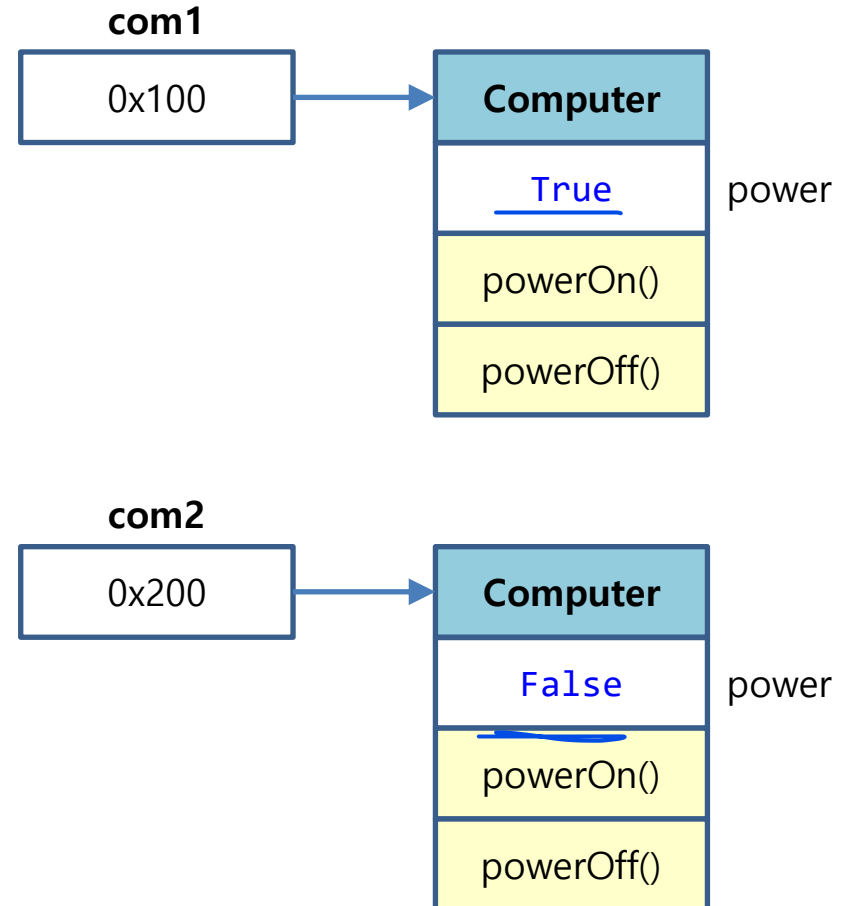 com1
0x100
Computer
True
power
powerOn()
powerOff()
com2
0x200
Computer
False
power
powerOn()
powerOff()